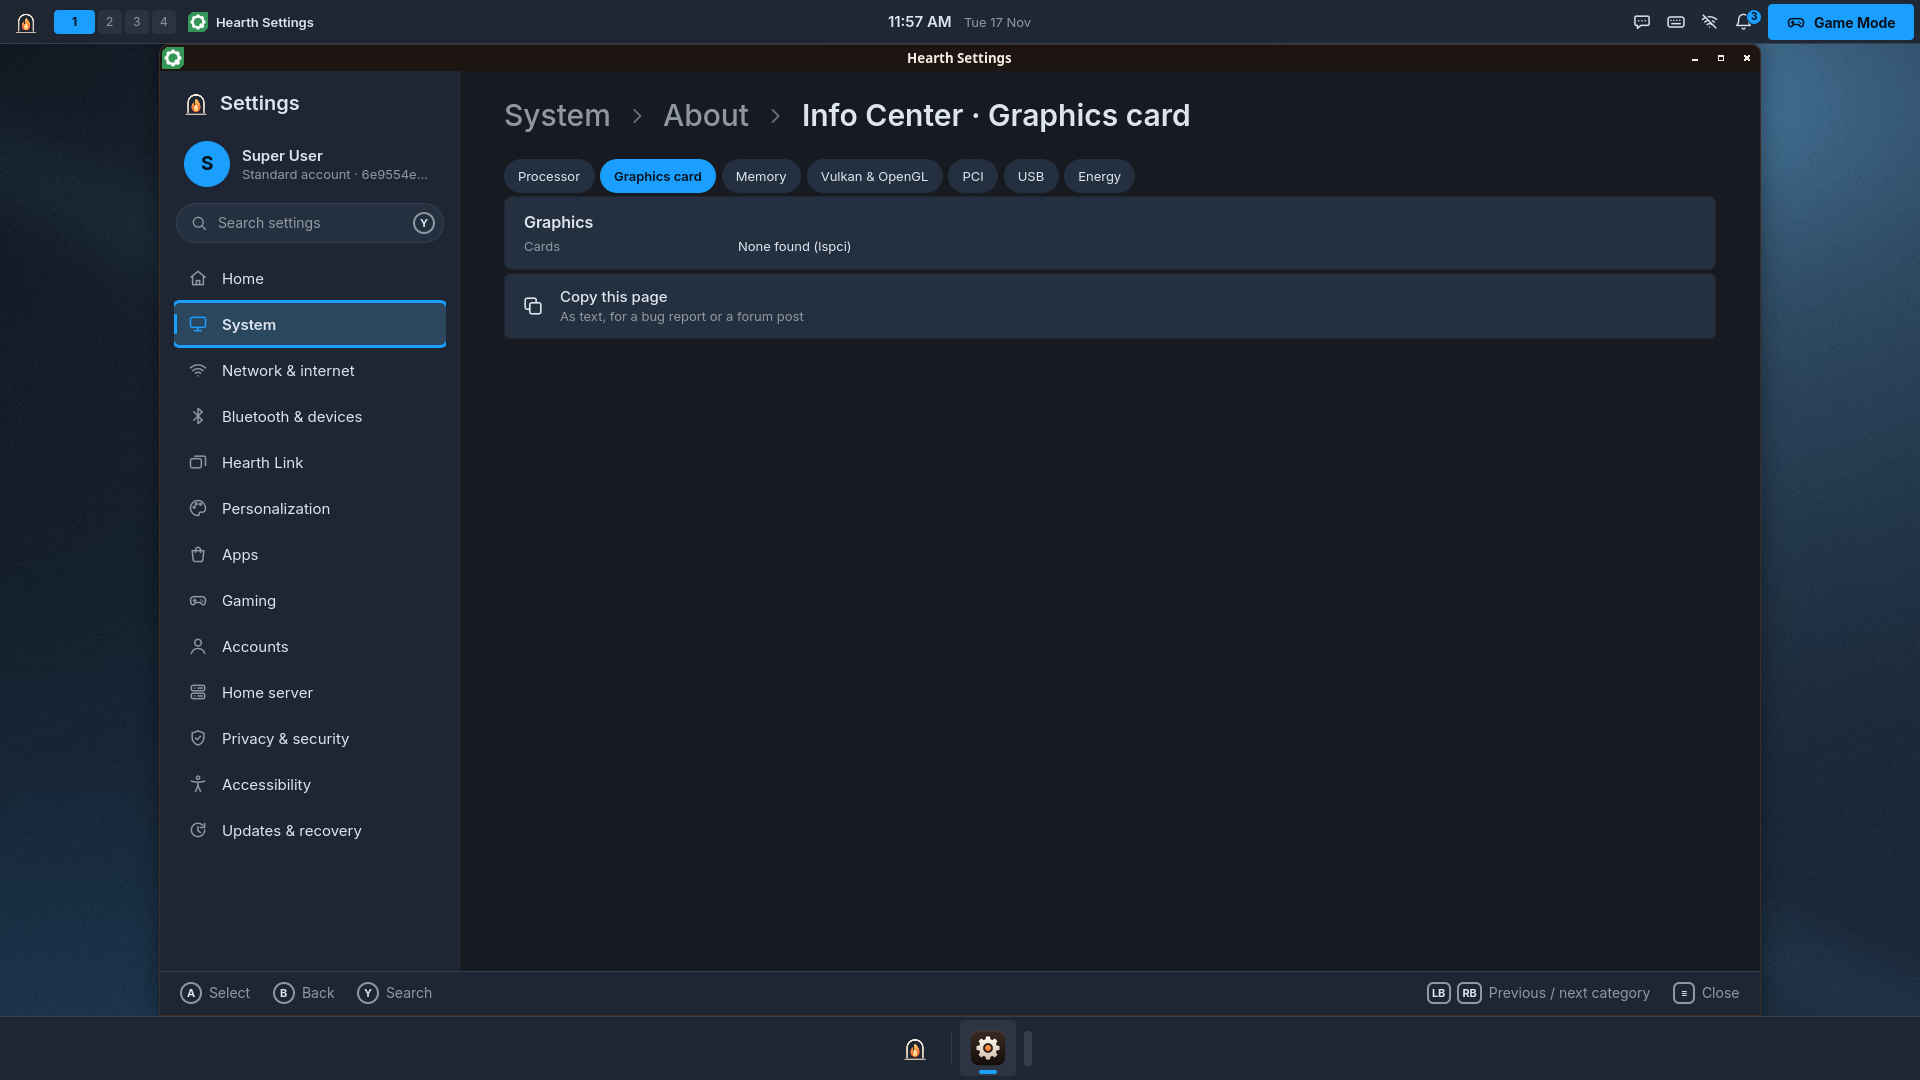 1 2 3 4 Hearth Settings
11:57 AM Tue 17 Nov
3
Game Mode
Hearth Settings
Settings
S
Super User
Standard account · 6e9554e...
Search settings Y
Home
System
Network & internet
Bluetooth & devices
Hearth Link
Personalization
Apps
Gaming
Accounts
Home server
Privacy & security
Accessibility
Updates & recovery
System > About > Info Center · Graphics card
Processor Graphics card Memory Vulkan & OpenGL PCI USB Energy
Graphics
Cards None found (lspci)
Copy this page
As text, for a bug report or a forum post
A Select B Back Y Search
LB RB Previous / next category ≡ Close